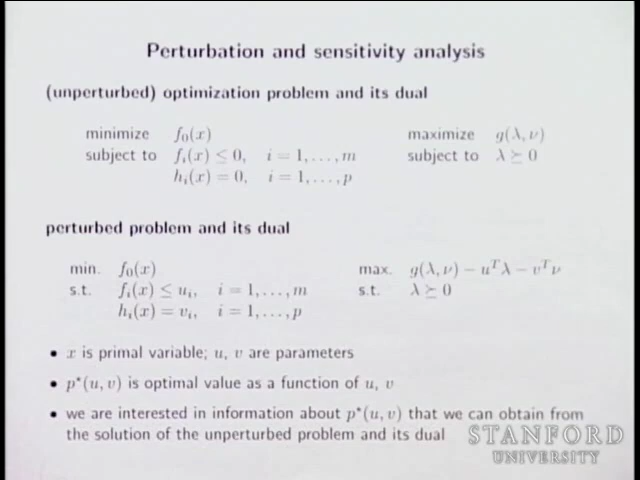 Perturbation and sensitivity analysis
(unperturbed) optimization problem and its dual
minimize f₀(x) maximize g(λ, ν)
subject to fᵢ(x) ≤ 0, i = 1, . . . , m subject to λ ⪰ 0
hᵢ(x) = 0, i = 1, . . . , p
perturbed problem and its dual
min. f₀(x) max. g(λ, ν) − uᵀλ − vᵀν
s.t. fᵢ(x) ≤ uᵢ, i = 1, . . . , m s.t. λ ⪰ 0
hᵢ(x) = vᵢ, i = 1, . . . , p
• x is primal variable; u, v are parameters
• p⋆(u, v) is optimal value as a function of u, v
• we are interested in information about p⋆(u, v) that we can obtain from
the solution of the unperturbed problem and its dual
STANFORD
UNIVERSITY